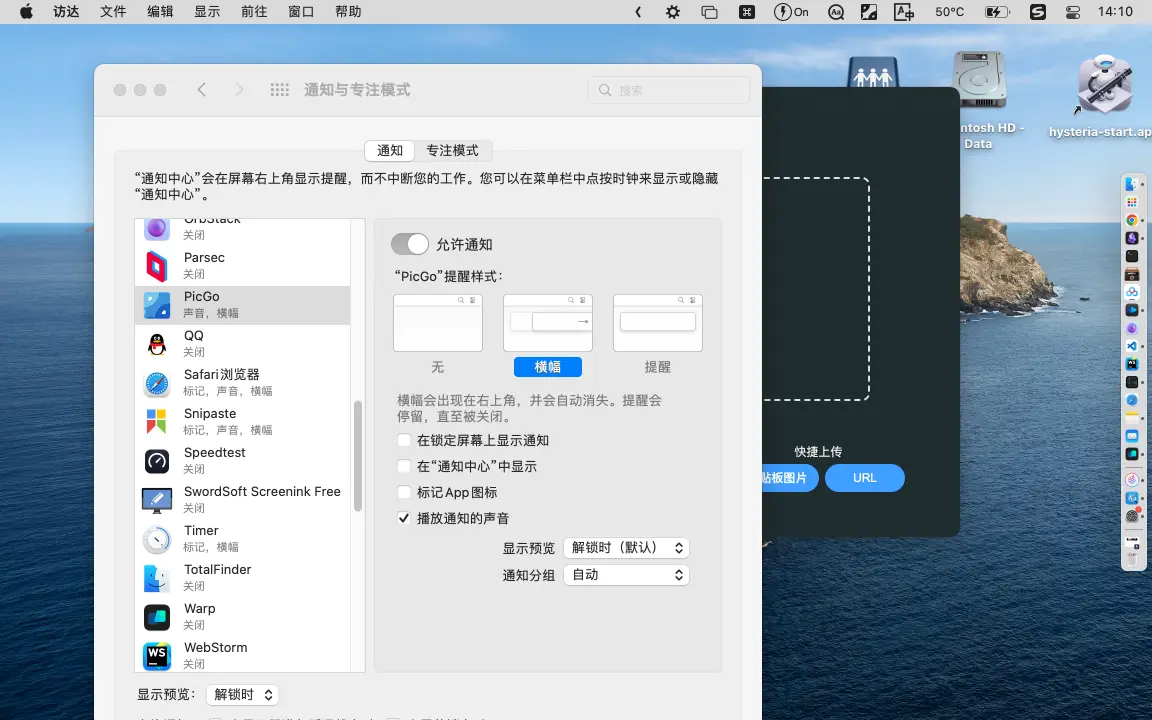 访达 文件 编辑 显示 前往 窗口 帮助 On 50°C 14:10
通知与专注模式 搜索
通知 专注模式
“通知中心”会在屏幕右上角显示提醒，而不中断您的工作。您可以在菜单栏中点按时钟来显示或隐藏
“通知中心”。
OrbStack
关闭
Parsec
关闭
PicGo
声音，横幅
QQ
关闭
Safari浏览器
标记，声音，横幅
Snipaste
标记，声音，横幅
Speedtest
关闭
SwordSoft Screenink Free
关闭
Timer
标记，横幅
TotalFinder
关闭
Warp
关闭
WS WebStorm
关闭
允许通知
“PicGo”提醒样式：
无 横幅 提醒
横幅会出现在右上角，并会自动消失。提醒会
停留，直至被关闭。
在锁定屏幕上显示通知
在“通知中心”中显示
标记App图标
播放通知的声音
显示预览 解锁时（默认）
通知分组 自动
显示预览： 解锁时
快捷上传
贴板图片 URL
ntosh HD -
Data
hysteria-start.ap